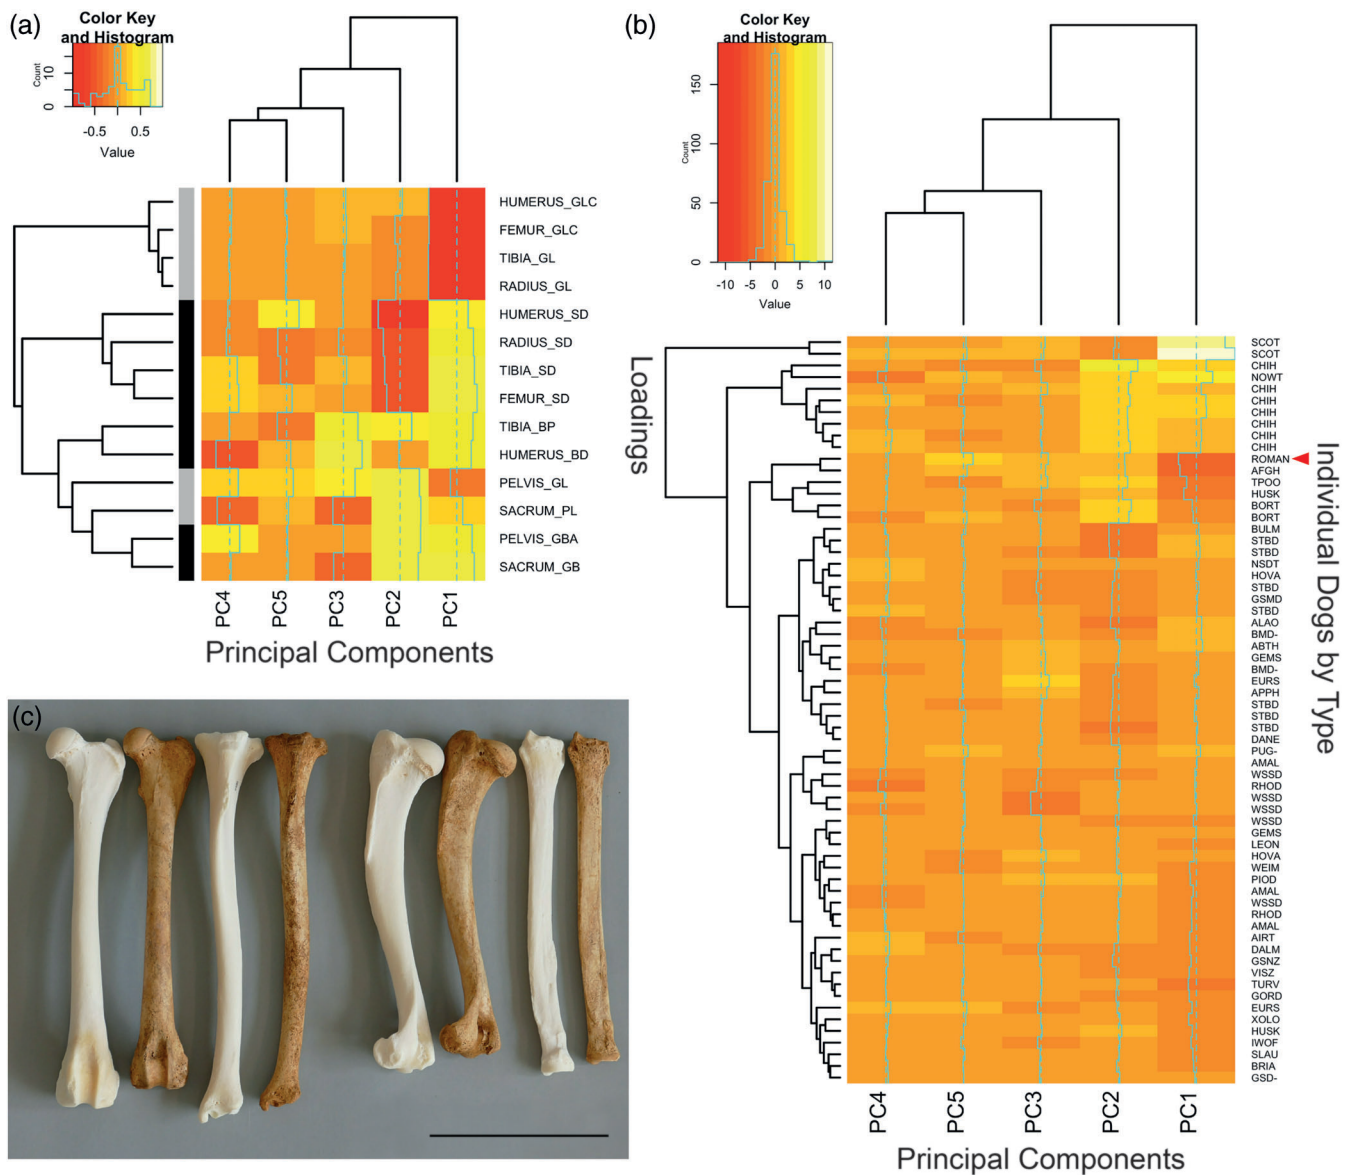 (a)
Color Key
and Histogram
Count
0
10
-0.5
0.5
Value
HUMERUS_GLC
FEMUR_GLC
TIBIA_GL
RADIUS_GL
HUMERUS_SD
RADIUS_SD
TIBIA_SD
FEMUR_SD
TIBIA_BP
HUMERUS_BD
PELVIS_GL
SACRUM_PL
PELVIS_GBA
SACRUM_GB
Loadings
PC4
PC5
PC3
PC2
PC1
Principal Components
(b)
Color Key
and Histogram
Count
0
50
100
150
-10
-5
0
5
10
Value
SCOT
SCOT
CHIH
NOWT
CHIH
CHIH
CHIH
CHIH
CHIH
CHIH
ROMAN
AFGH
TPOO
HUSK
BORT
BORT
BULM
STBD
STBD
NSDT
HOVA
STBD
GSMD
STBD
ALAO
BMD-
ABTH
GEMS
BMD-
EURS
APPH
STBD
STBD
STBD
DANE
PUG-
AMAL
WSSD
RHOD
WSSD
WSSD
WSSD
GEMS
LEON
HOVA
WEIM
PIOD
AMAL
WSSD
RHOD
AMAL
AIRT
DALM
GSNZ
VISZ
TURV
GORD
EURS
XOLO
HUSK
IWOF
SLAU
BRIA
GSD-
Individual Dogs by Type
PC4
PC5
PC3
PC2
PC1
Principal Components
(c)